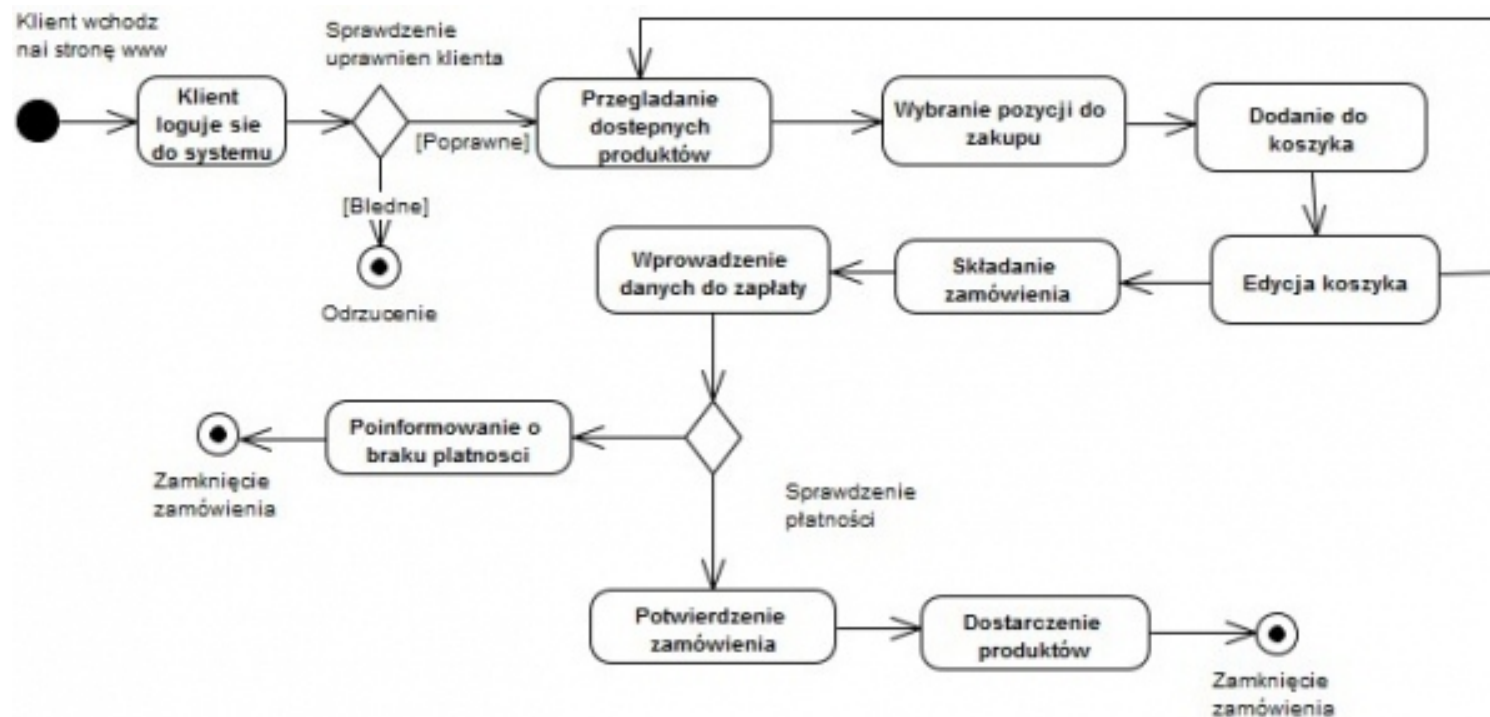 Klient wchodz
nai stronę www
Sprawdzenie
uprawnien klienta
Klient
loguje sie
do systemu
[Poprawne]
Przegladanie
dostepnych
produktów
Wybranie pozycji do
zakupu
Dodanie do
koszyka
[Bledne]
Odrzucenie
Wprowadzenie
danych do zapłaty
Składanie
zamówienia
Edycja koszyka
Poinformowanie o
braku platnosci
Zamknięcie
zamówienia
Sprawdzenie
płatności
Potwierdzenie
zamówienia
Dostarczenie
produktów
Zamknięcie
zamówienia